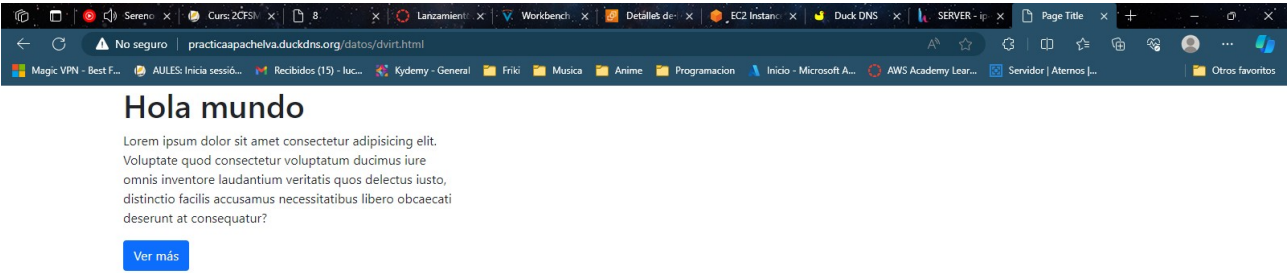 Sereno
Curs: 2CFSM
8
Lanzamient
Workbench
Detalles de
EC2 Instanc
Duck DNS
SERVER - ip
Page Title
No seguro
practicaapachelva.duckdns.org/datos/dvirt.html
Magic VPN - Best F...
AULES: Inicia sessió...
Recibidos (15) - luc...
Kydemy - General
Friki
Musica
Anime
Programacion
Inicio - Microsoft A...
AWS Academy Lear...
Servidor | Aternos |...
Otros favoritos
Hola mundo
Lorem ipsum dolor sit amet consectetur adipisicing elit.
Voluptate quod consectetur voluptatum ducimus iure
omnis inventore laudantium veritatis quos delectus iusto,
distinctio facilis accusamus necessitatibus libero obcaecati
deserunt at consequatur?
Ver más